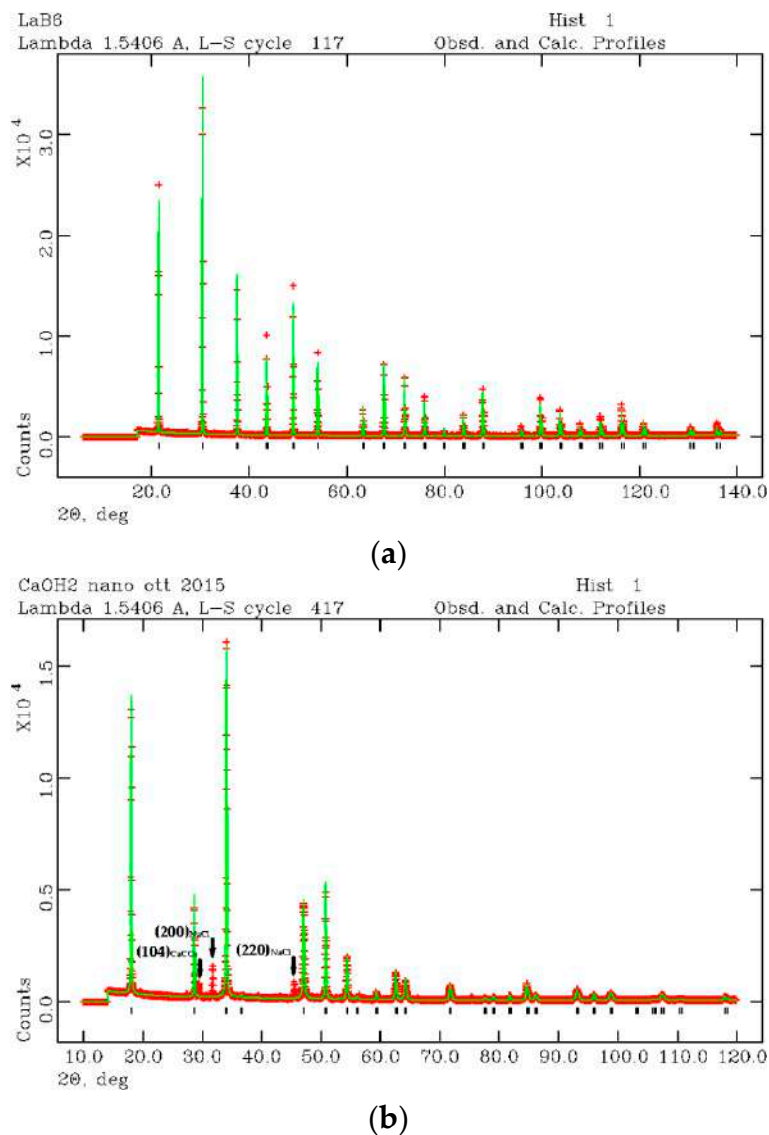 LaB6 Hist 1
Lambda 1.5406 A, L-S cycle 117 Obsd. and Calc. Profiles
X10 4
Counts
3.0
2.0
1.0
0.0
20.0 40.0 60.0 80.0 100.0 120.0 140.0
2Θ, deg
(a)
CaOH2 nano ott 2015 Hist 1
Lambda 1.5406 A, L-S cycle 417 Obsd. and Calc. Profiles
X10 4
Counts
1.5
1.0
0.5
0.0
(200)NaCl
(104)CaCO
(220)NaCl
10.0 20.0 30.0 40.0 50.0 60.0 70.0 80.0 90.0 100.0 110.0 120.0
2Θ, deg
(b)